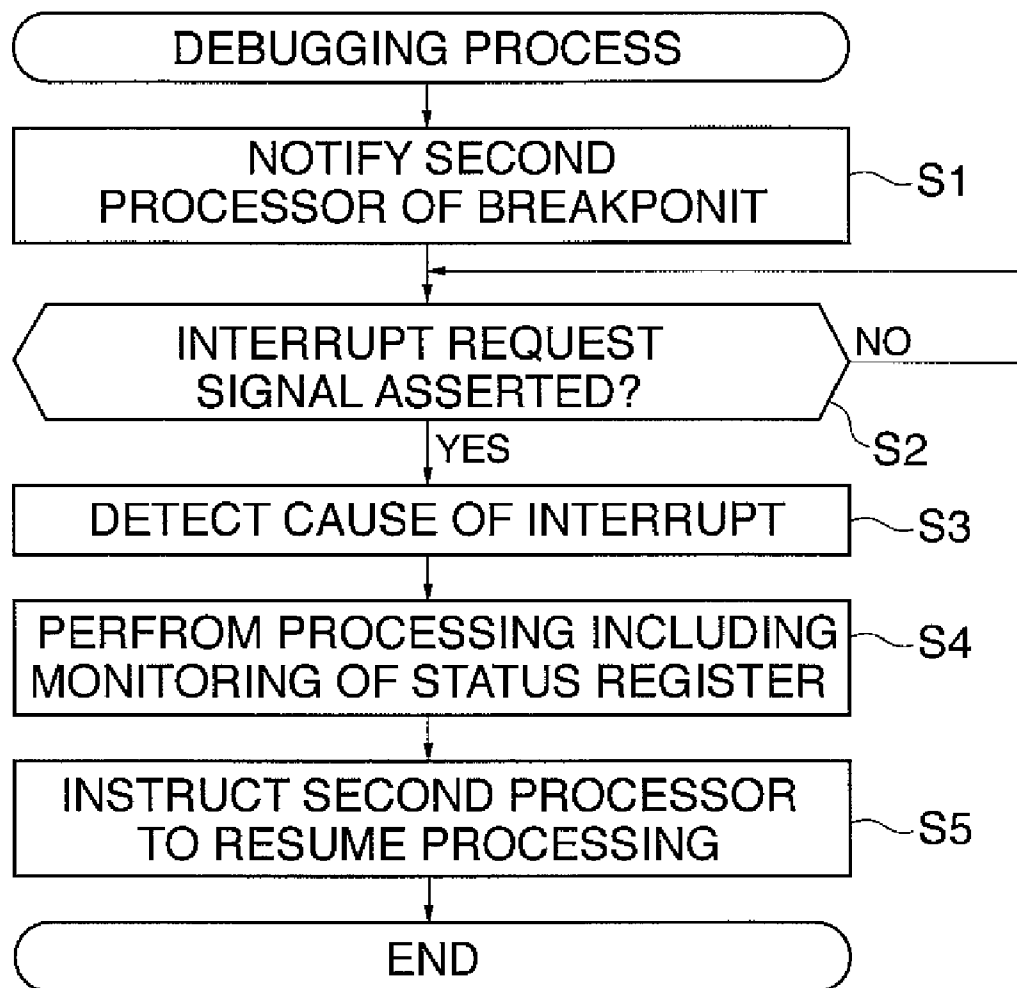 DEBUGGING PROCESS
NOTIFY SECOND
PROCESSOR OF BREAKPONIT
S1
INTERRUPT REQUEST
SIGNAL ASSERTED?
NO
S2
YES
DETECT CAUSE OF INTERRUPT
S3
PERFROM PROCESSING INCLUDING
MONITORING OF STATUS REGISTER
S4
INSTRUCT SECOND PROCESSOR
TO RESUME PROCESSING
S5
END